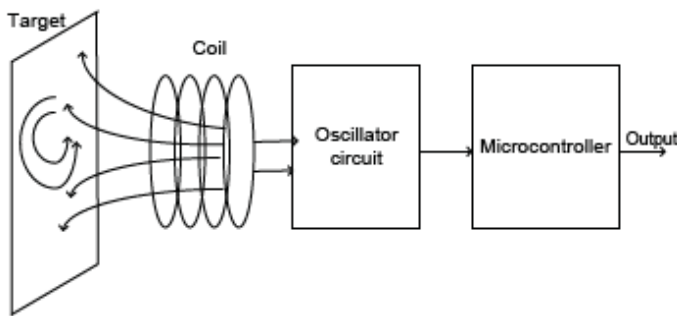 Target
Coil
Oscillator
circuit
Microcontroller
Output